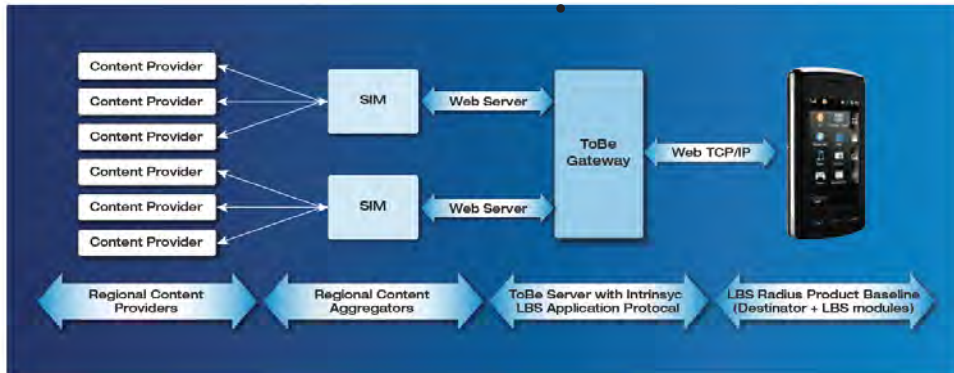 Content Provider
Content Provider
Content Provider
Content Provider
Content Provider
Content Provider
SIM
SIM
Web Server
Web Server
ToBe
Gateway
Web TCP/IP
Regional Content
Providers
Regional Content
Aggregators
ToBe Server with Intrinsyc
LBS Application Protocal
LBS Radius Product Baseline
(Destinator + LBS modules)